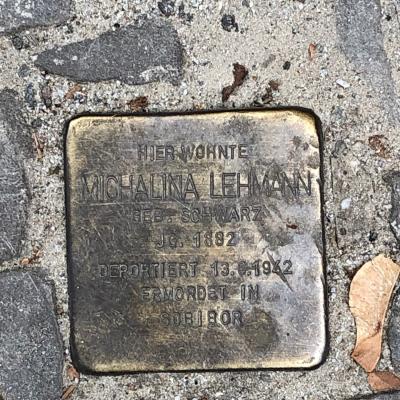 HIER WOHNTE
MICHALINA LEHMANN
GEB. SCHWARZ
JG. 1882
DEPORTIERT 13.6.1942
ERMORDET IN
SOBIBOR